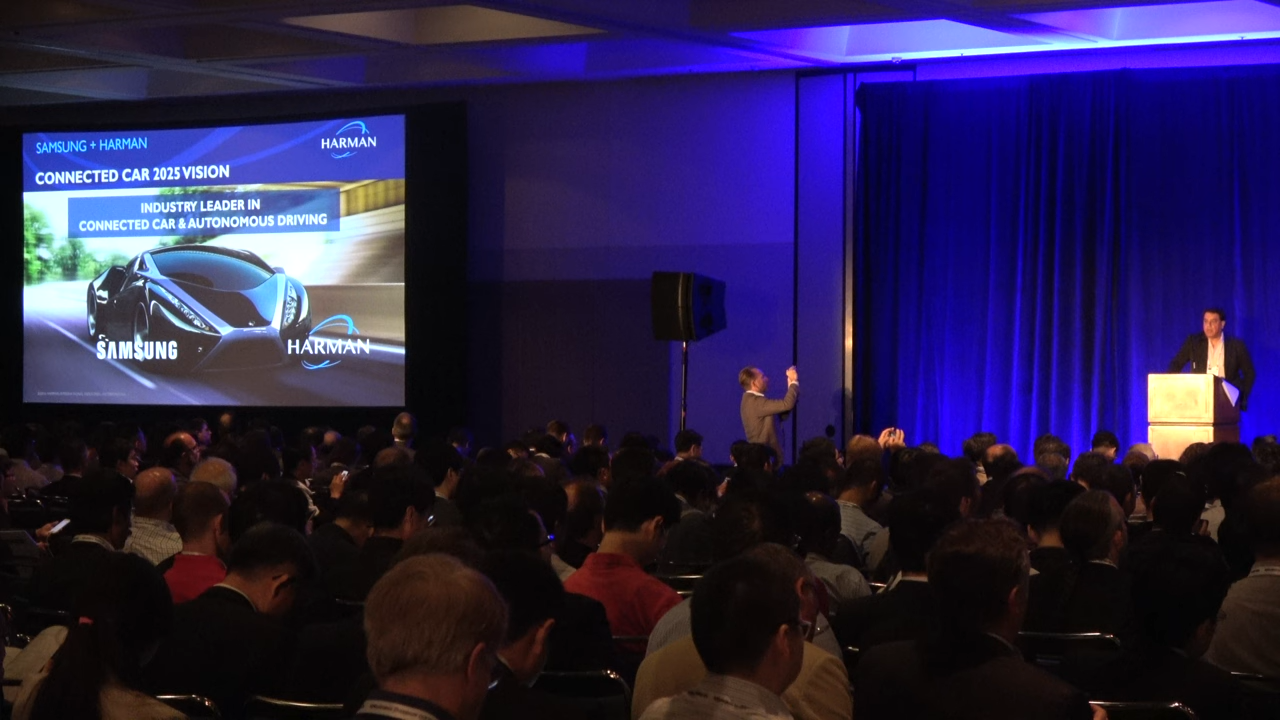 SAMSUNG + HARMAN
HARMAN
CONNECTED CAR 2025 VISION
INDUSTRY LEADER IN
CONNECTED CAR & AUTONOMOUS DRIVING
SAMSUNG
HARMAN